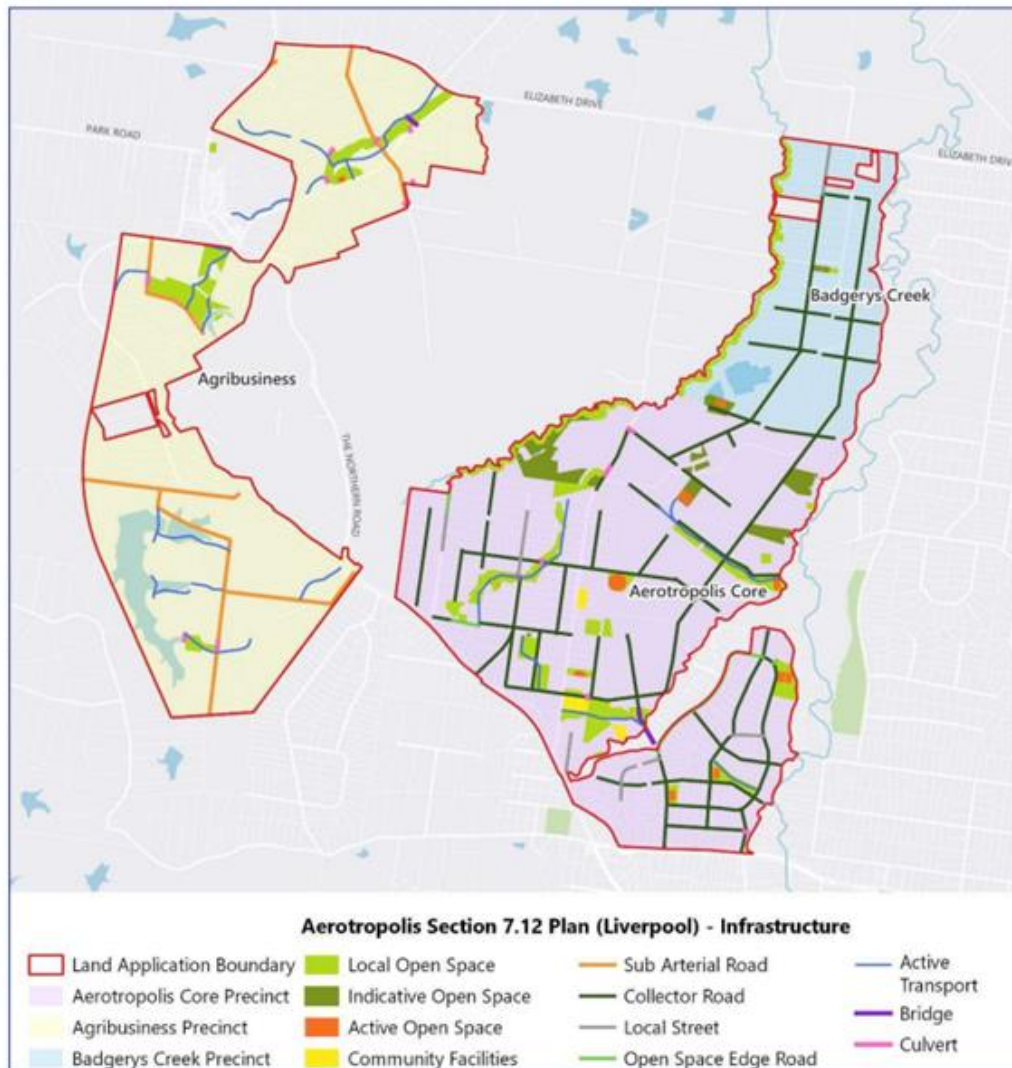 ELIZABETH DRIVE
PARK ROAD
ELIZABETH DRIVE
Badgerys Creek
Agribusiness
THE NORTHERN ROAD
Aerotropolis Core
Aerotropolis Section 7.12 Plan (Liverpool) - Infrastructure
Land Application Boundary
Aerotropolis Core Precinct
Agribusiness Precinct
Badgerys Creek Precinct
Local Open Space
Indicative Open Space
Active Open Space
Community Facilities
Sub Arterial Road
Collector Road
Local Street
Open Space Edge Road
Active
Transport
Bridge
Culvert